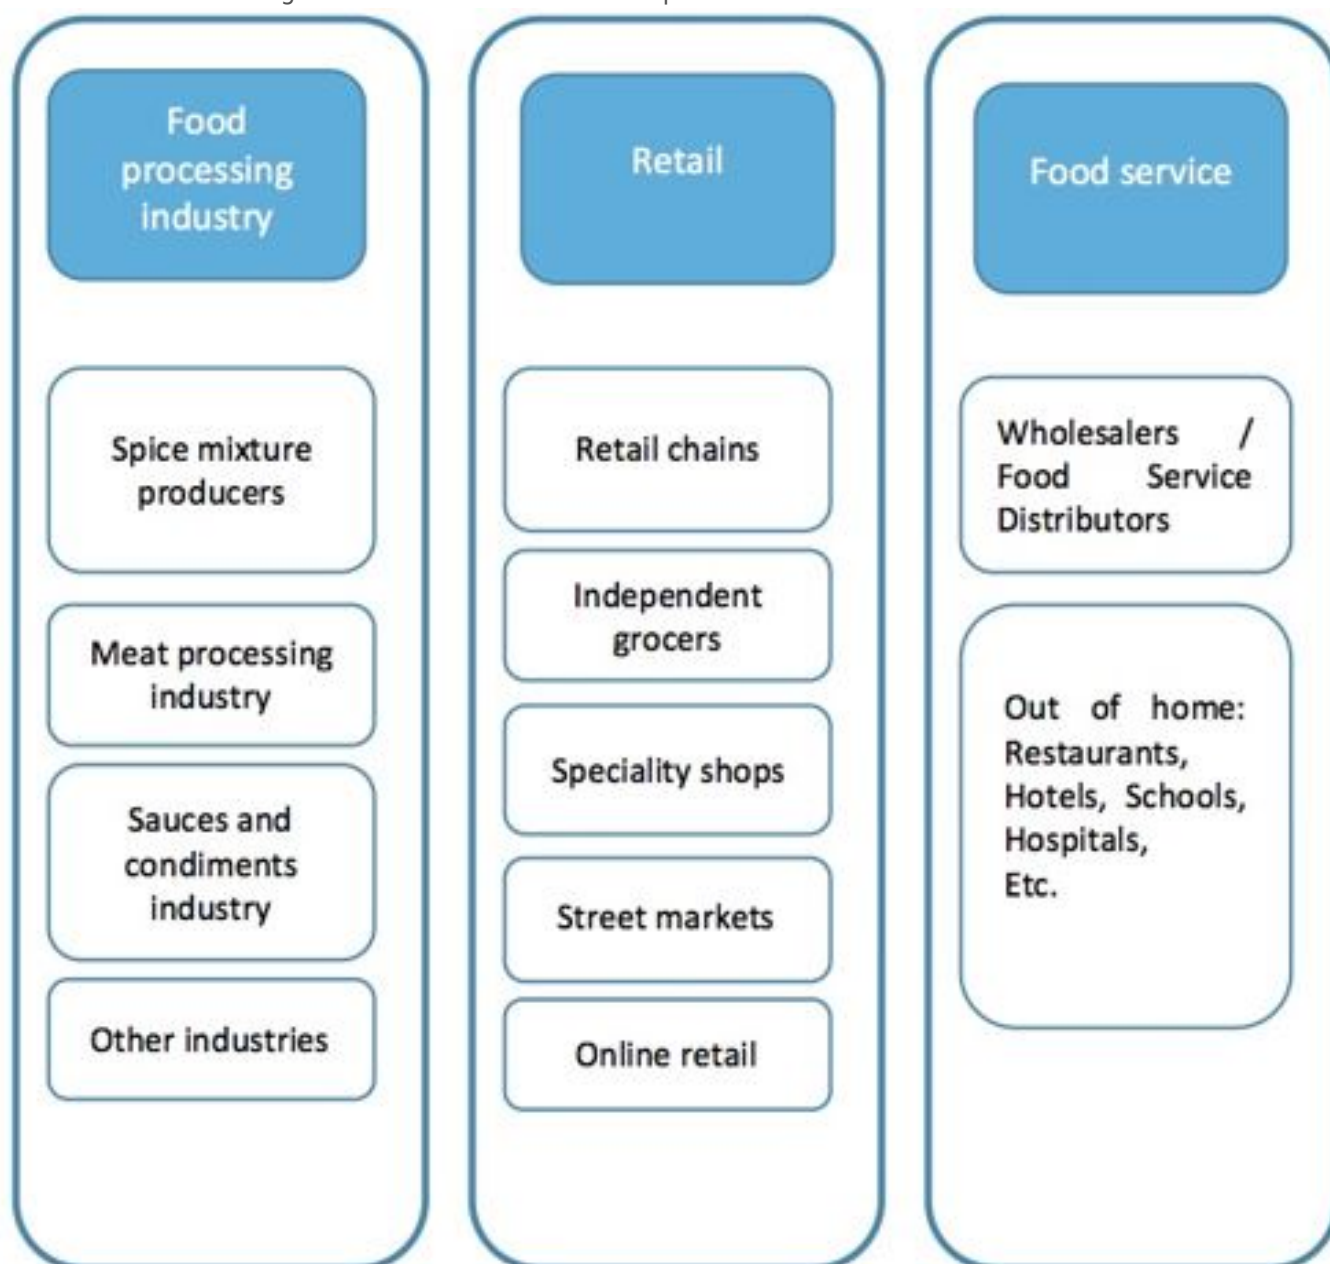 Food
processing
industry
Spice mixture
producers
Meat processing
industry
Sauces and
condiments
industry
Other industries
Retail
Retail chains
Independent
grocers
Speciality shops
Street markets
Online retail
Food service
Wholesalers /
Food Service
Distributors
Out of home:
Restaurants,
Hotels, Schools,
Hospitals,
Etc.